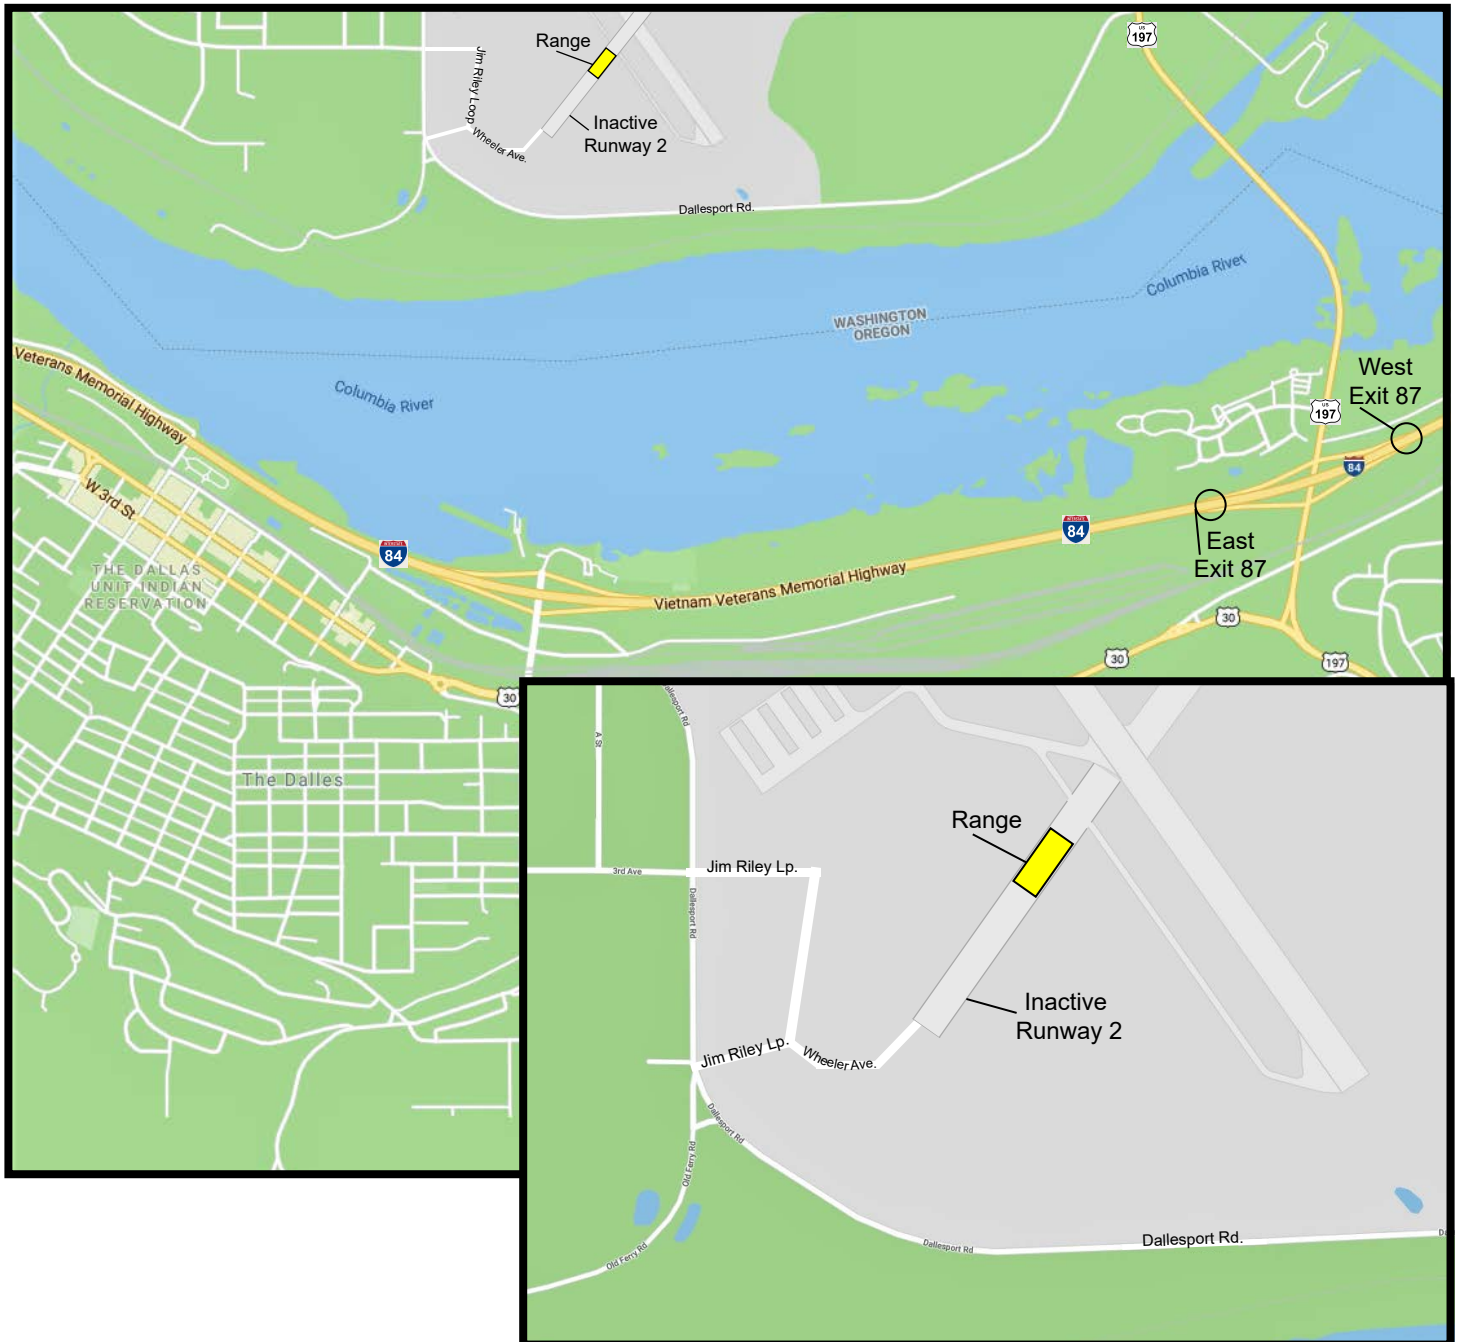 US
197
Range
Jim Riley Loop
Inactive
Runway 2
Wheeler Ave.
Dallesport Rd.
Columbia River
WASHINGTON
OREGON
Veterans Memorial Highway
West
Exit 87
Columbia River
US
197
84
W 3rd St
84
84
East
Exit 87
THE DALLAS
UNIT INDIAN
RESERVATION
Vietnam Veterans Memorial Highway
30
30
197
30
The Dalles
allesport Rd
A St
Range
3rd Ave
Jim Riley Lp.
Dallesport Rd
Inactive
Runway 2
Jim Riley Lp.
Wheeler Ave.
Dallesport Rd
Old Ferry Rd
Dallesport Rd
Dallesport Rd.
Old Ferry Rd